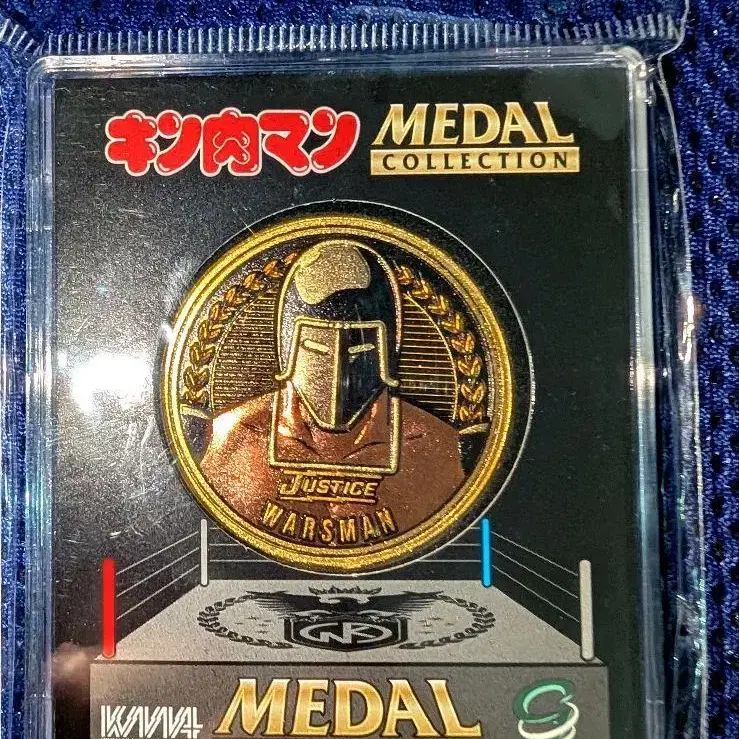 キン肉マン MEDAL
COLLECTION
JUSTICE
WARSMAN
MEDAL